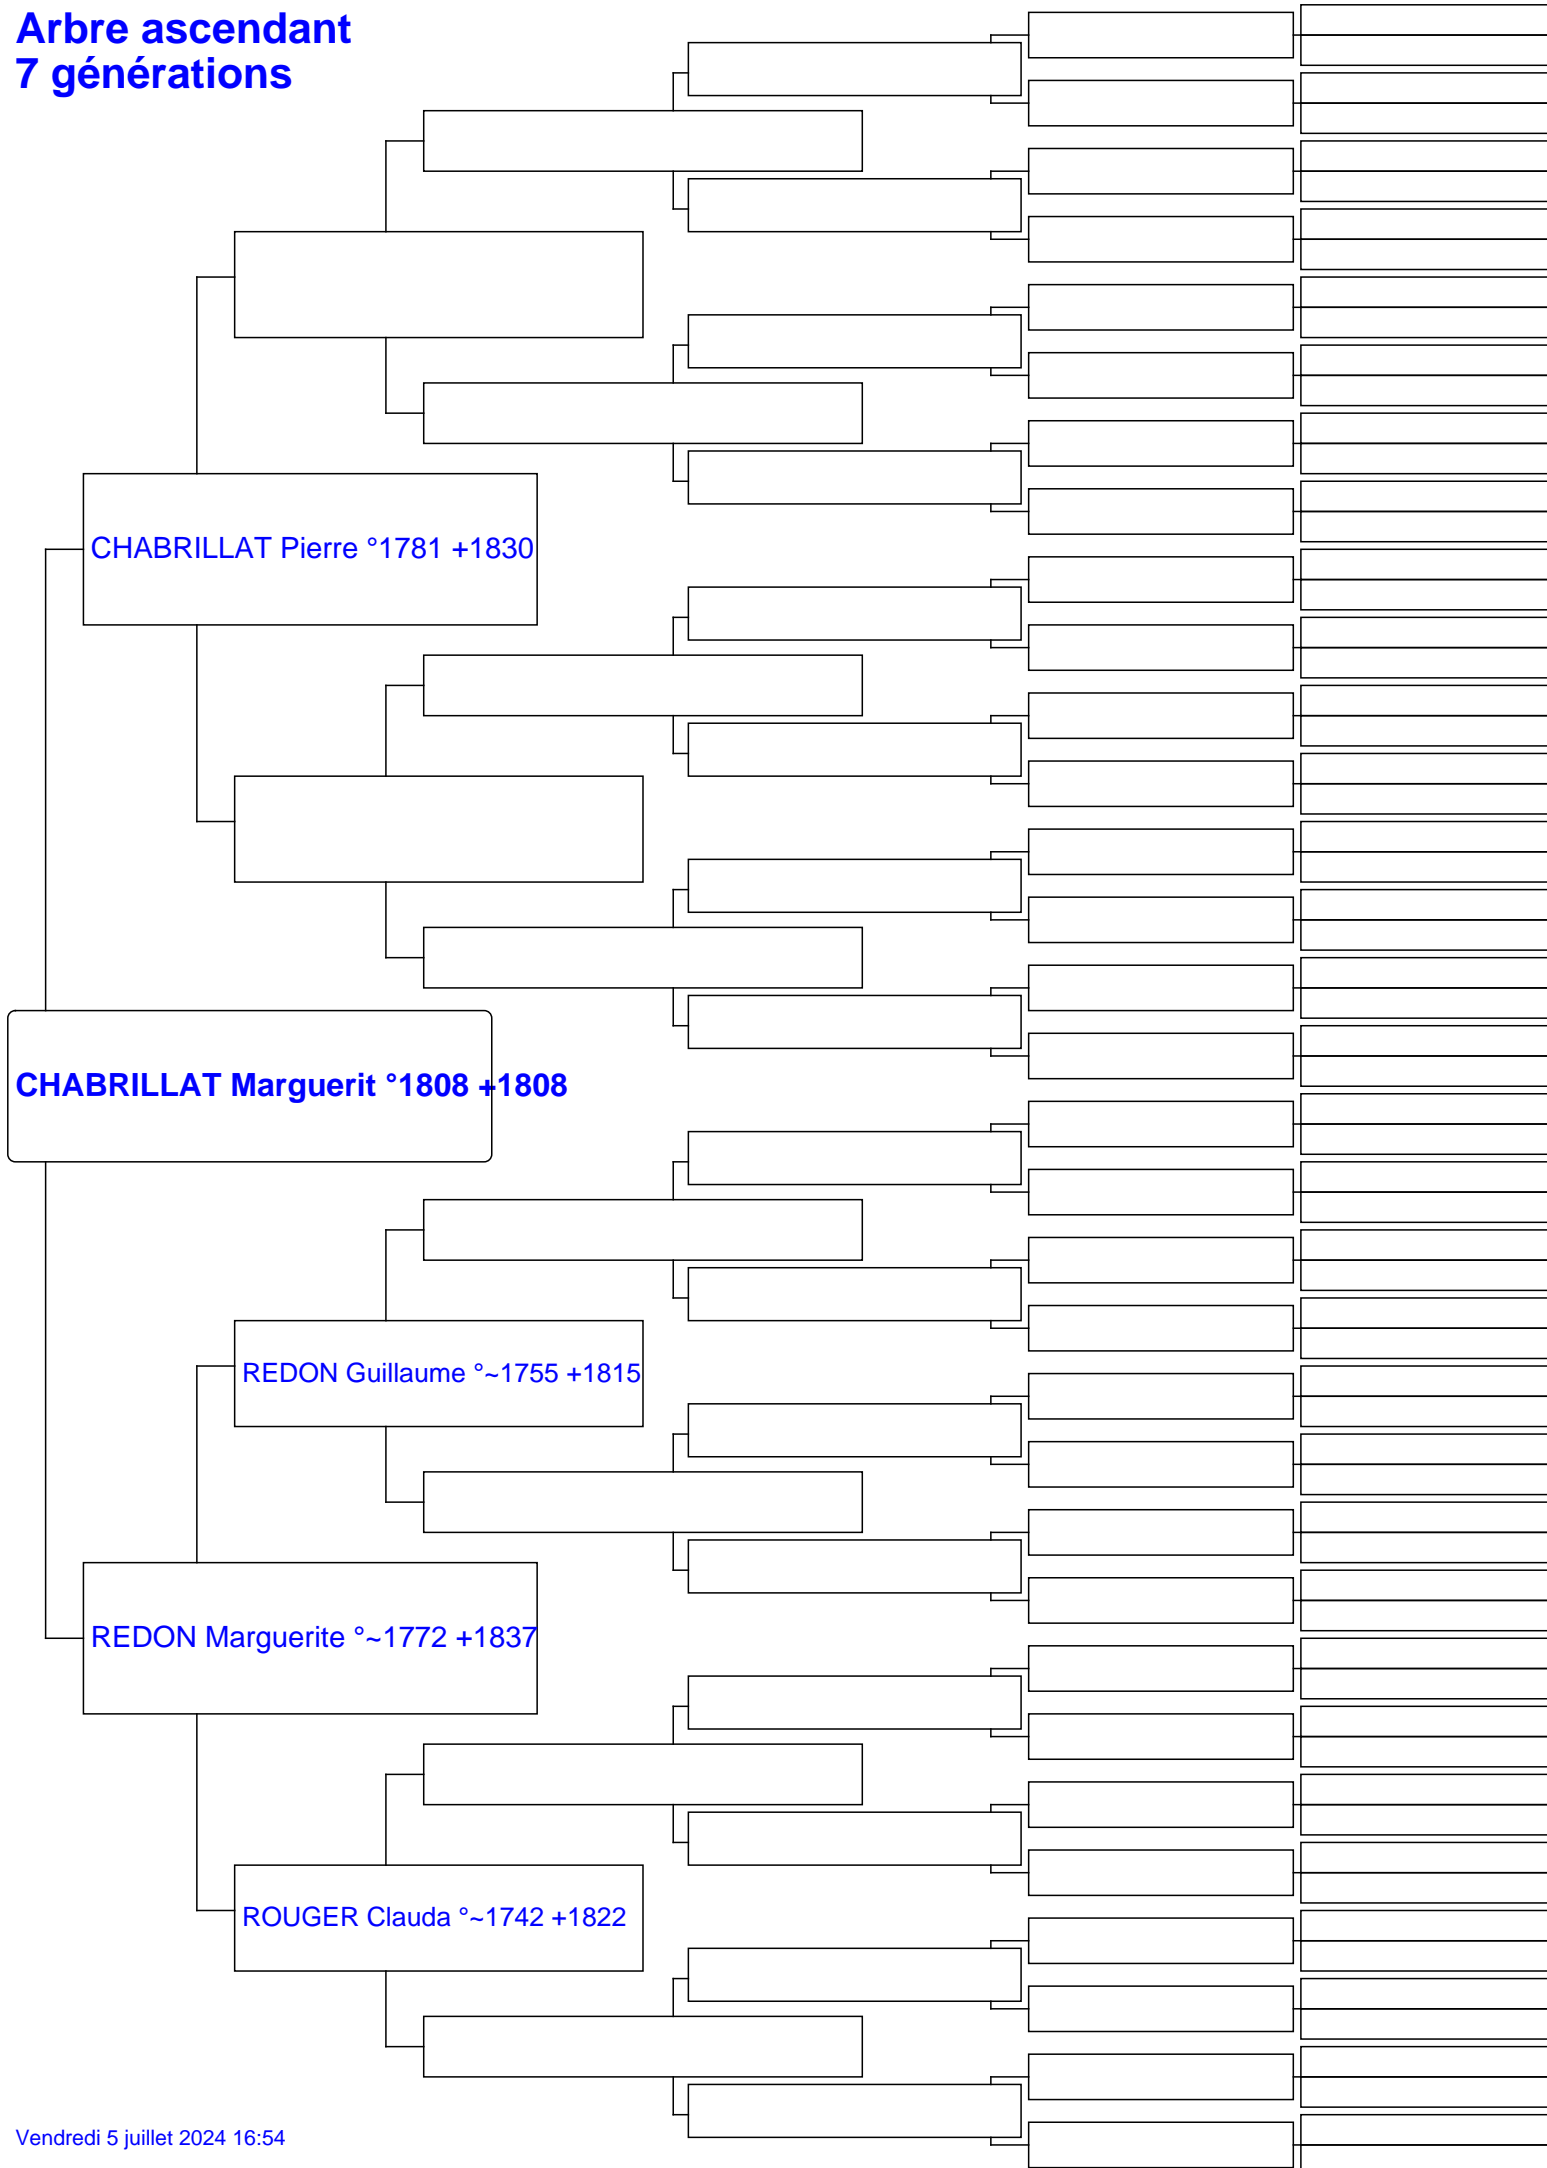 Arbre ascendant
7 générations
CHABRILLAT Pierre °1781 +1830
CHABRILLAT Marguerit °1808 +1808
REDON Guillaume °~1755 +1815
REDON Marguerite °~1772 +1837
ROUGER Clauda °~1742 +1822
Vendredi 5 juillet 2024 16:54